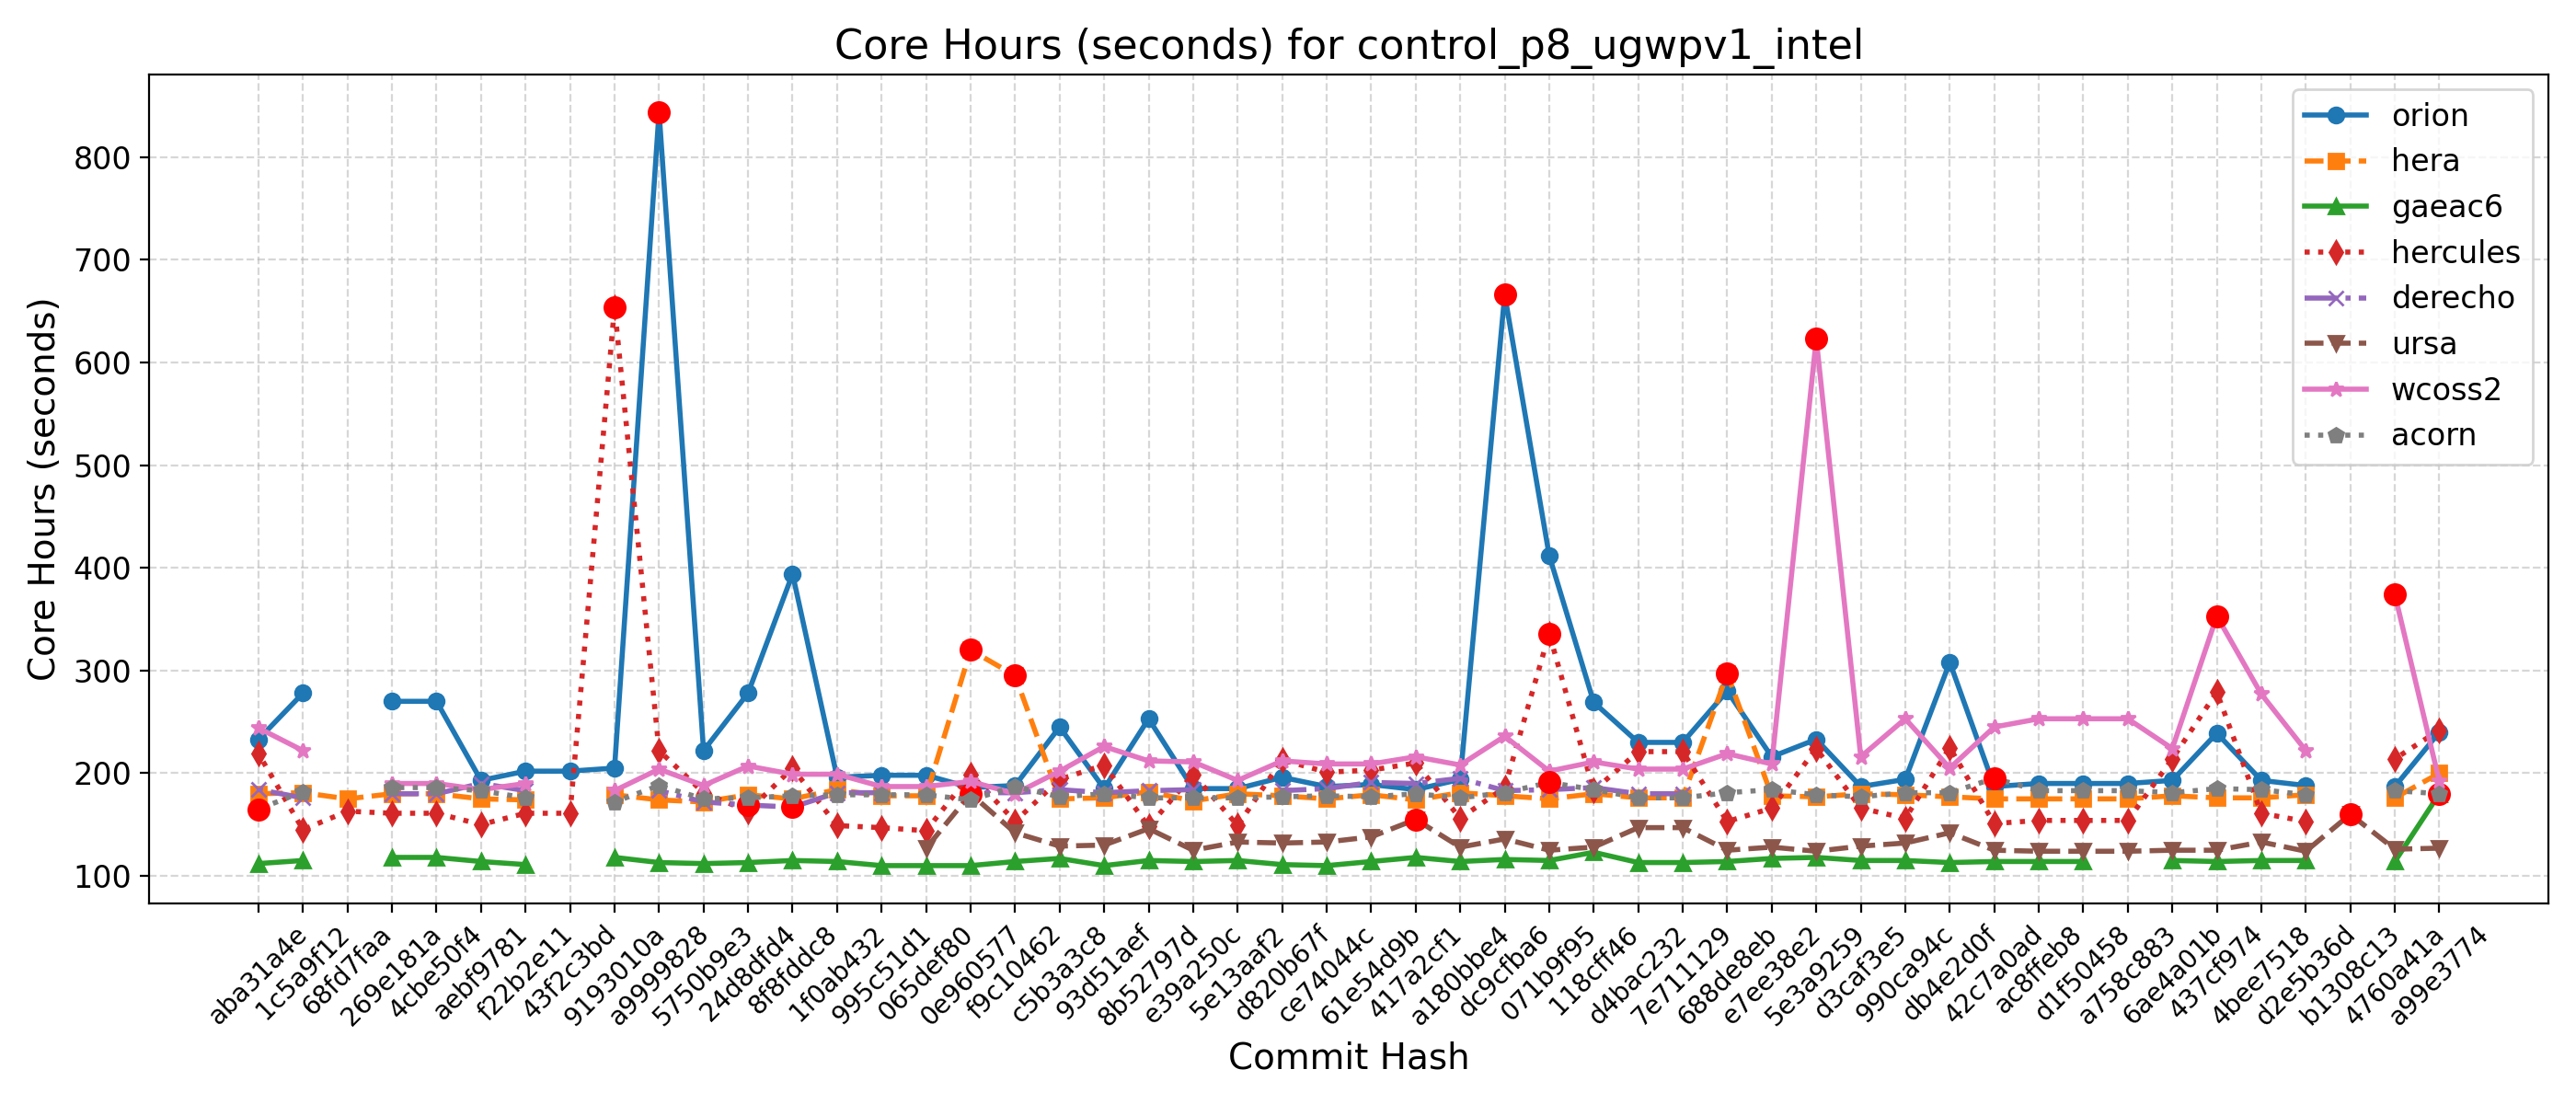 Core Hours (seconds) for control_p8_ugwpv1_intel
Core Hours (seconds)
800
700
600
500
400
300
200
100
orion
hera
gaeac6
hercules
derecho
ursa
wcoss2
acorn
aba31a4e
1c5a9f12
68fd7faa
269e181a
4cbe50f4
aebf9781
f22b2e11
43f2c3bd
9193010a
a9999828
5750b9e3
24d8dfd4
8f8fddc8
1f0ab432
995c51d1
065def80
0e960577
f9c10462
c5b3a3c8
93d51aef
8b52797d
e39a250c
5e13aaf2
d820b67f
ce74044c
61e54d9b
417a2cf1
a180bbe4
dc9cfba6
071b9f95
118cff46
d4bac232
7e711129
688de8eb
e7ee38e2
5e3a9259
d3caf3e5
990ca94c
db4e2d0f
42c7a0ad
ac8ffeb8
d1f50458
a758c883
6ae4a01b
437cf974
4bee7518
d2e5b36d
b1308c13
4760a41a
a99e3774
Commit Hash